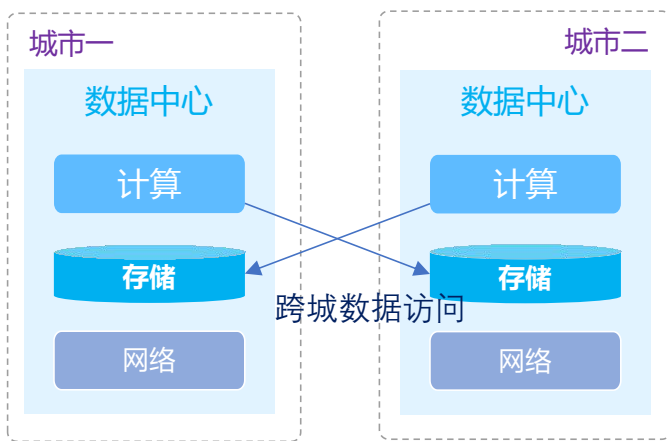 城市一
数据中心
计算
存储
网络
城市二
数据中心
计算
存储
网络
跨城数据访问